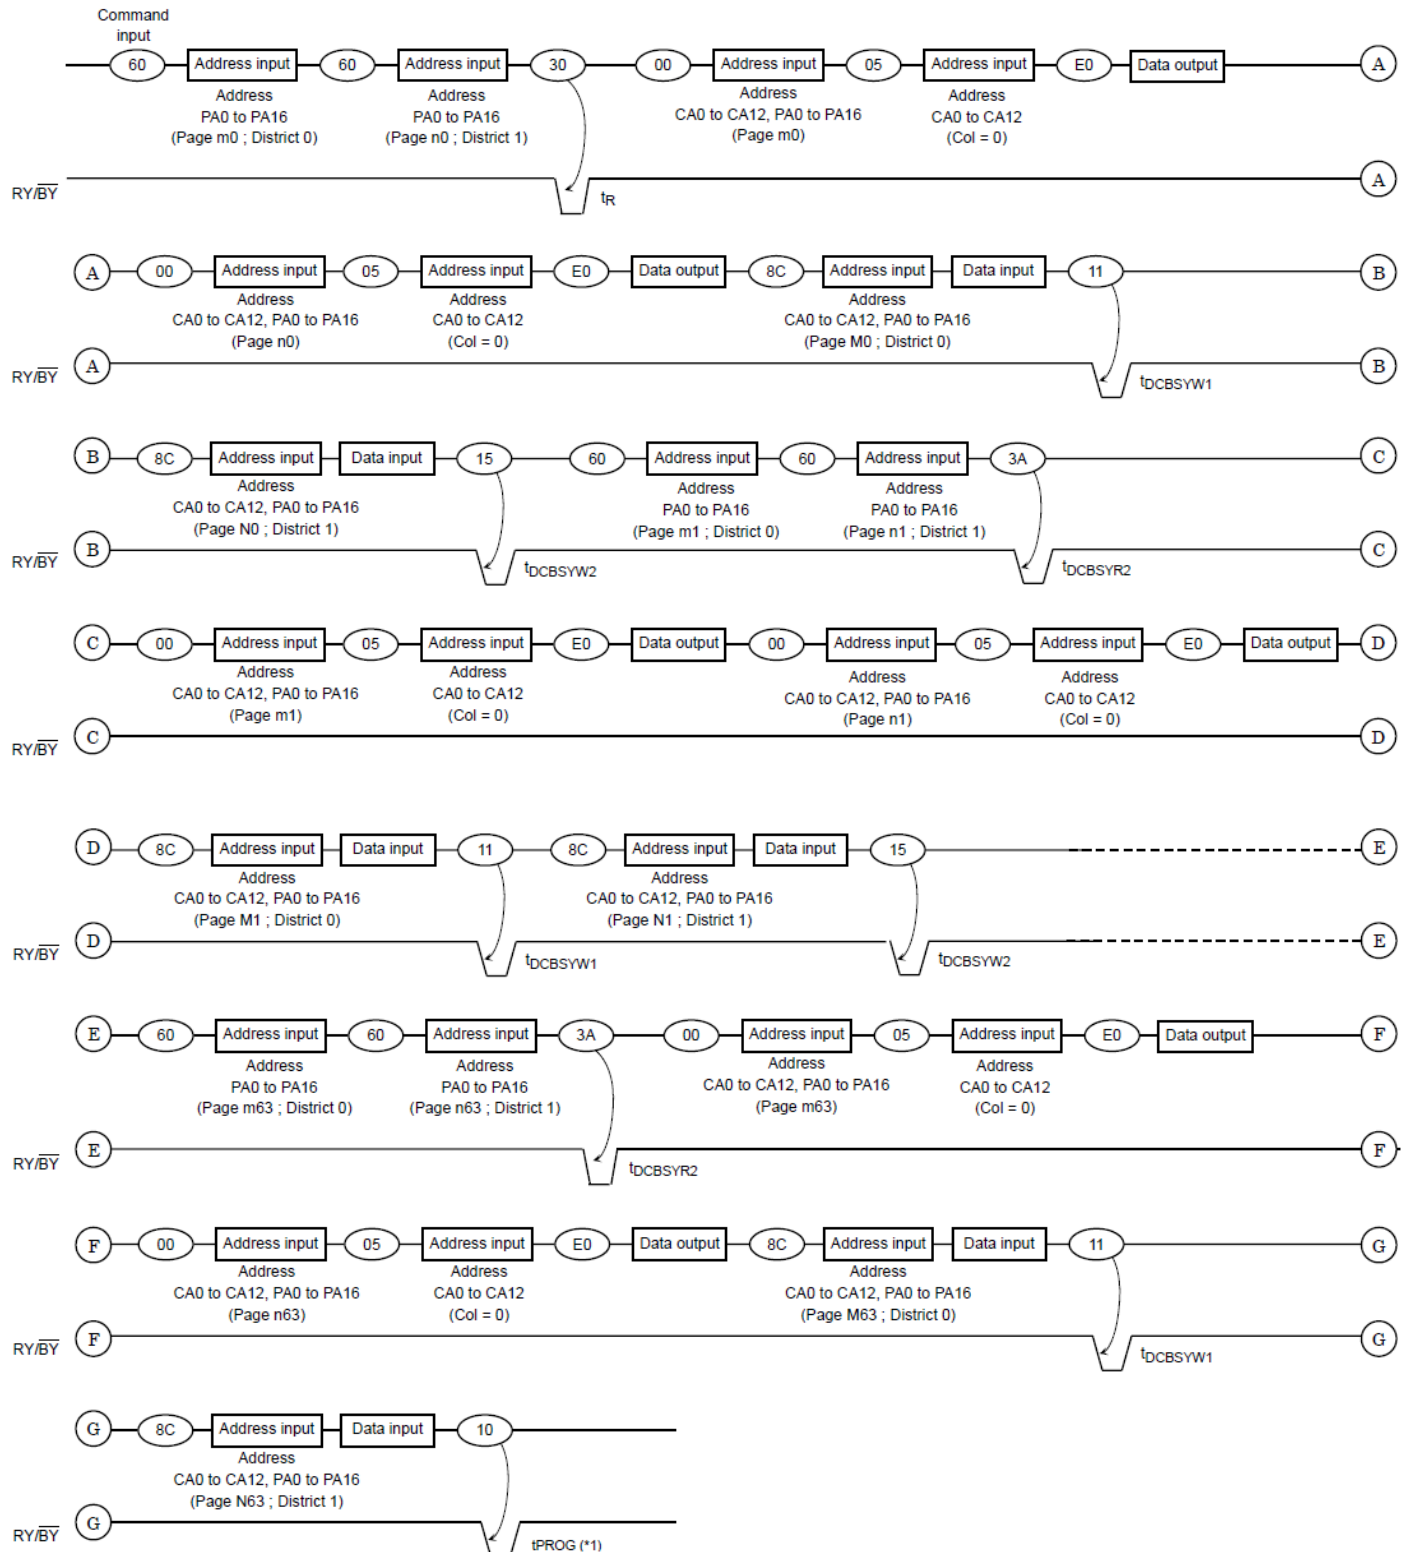 Command
input
60 Address input 60 Address input 30 00 Address input 05 Address input E0 Data output A
Address Address Address Address
PA0 to PA16 PA0 to PA16 CA0 to CA12, PA0 to PA16 CA0 to CA12
(Page m0 ; District 0) (Page n0 ; District 1) (Page m0) (Col = 0)
RY/BY tR A
A 00 Address input 05 Address input E0 Data output 8C Address input Data input 11 B
Address Address Address
CA0 to CA12, PA0 to PA16 CA0 to CA12 CA0 to CA12, PA0 to PA16
(Page n0) (Col = 0) (Page M0 ; District 0)
RY/BY A tDCBSYW1 B
B 8C Address input Data input 15 60 Address input 60 Address input 3A C
Address Address Address
CA0 to CA12, PA0 to PA16 PA0 to PA16 PA0 to PA16
(Page N0 ; District 1) (Page m1 ; District 0) (Page n1 ; District 1)
RY/BY B tDCBSYW2 tDCBSYR2 C
C 00 Address input 05 Address input E0 Data output 00 Address input 05 Address input E0 Data output D
Address Address Address Address
CA0 to CA12, PA0 to PA16 CA0 to CA12 CA0 to CA12, PA0 to PA16 CA0 to CA12
(Page m1) (Col = 0) (Page n1) (Col = 0)
RY/BY C D
D 8C Address input Data input 11 8C Address input Data input 15 E
Address Address
CA0 to CA12, PA0 to PA16 CA0 to CA12, PA0 to PA16
(Page M1 ; District 0) (Page N1 ; District 1)
RY/BY D tDCBSYW1 tDCBSYW2 E
E 60 Address input 60 Address input 3A 00 Address input 05 Address input E0 Data output F
Address Address Address Address
PA0 to PA16 PA0 to PA16 CA0 to CA12, PA0 to PA16 CA0 to CA12
(Page m63 ; District 0) (Page n63 ; District 1) (Page m63) (Col = 0)
RY/BY E tDCBSYR2 F
F 00 Address input 05 Address input E0 Data output 8C Address input Data input 11 G
Address Address Address
CA0 to CA12, PA0 to PA16 CA0 to CA12 CA0 to CA12, PA0 to PA16
(Page n63) (Col = 0) (Page M63 ; District 0)
RY/BY F tDCBSYW1 G
G 8C Address input Data input 10
Address
CA0 to CA12, PA0 to PA16
(Page N63 ; District 1)
RY/BY G tPROG (*1)